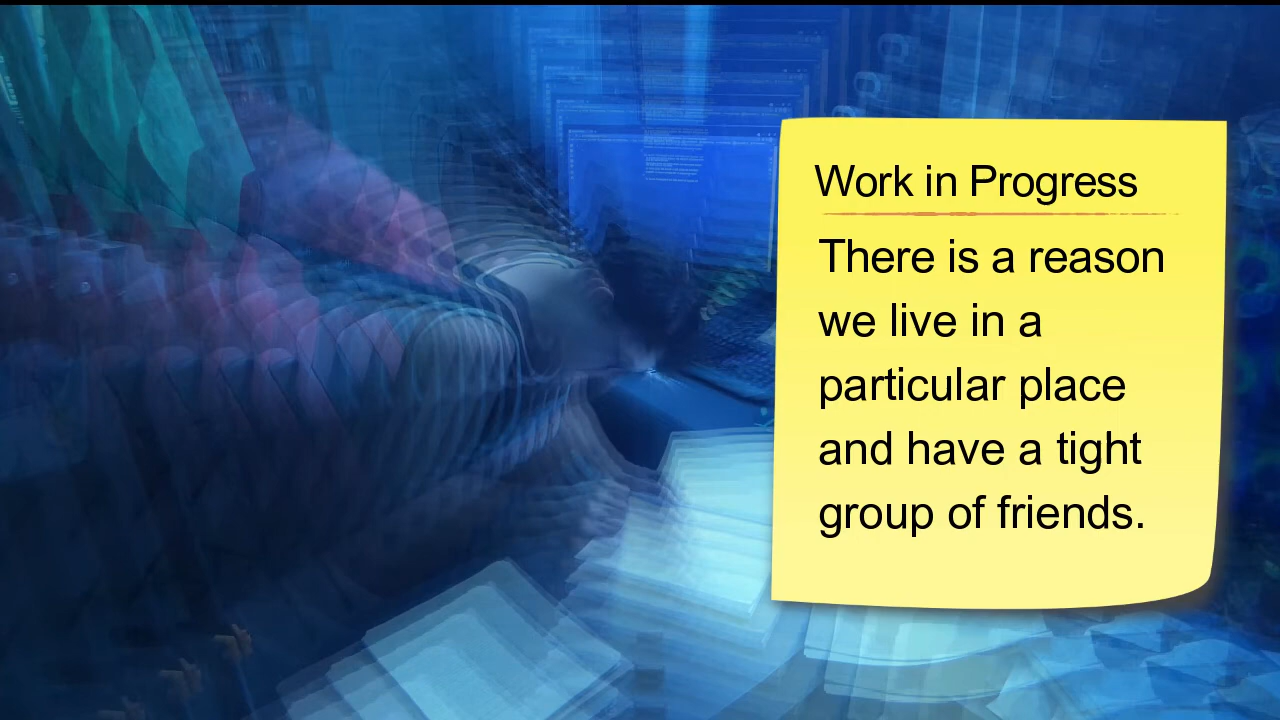 Work in Progress
There is a reason
we live in a
particular place
and have a tight
group of friends.